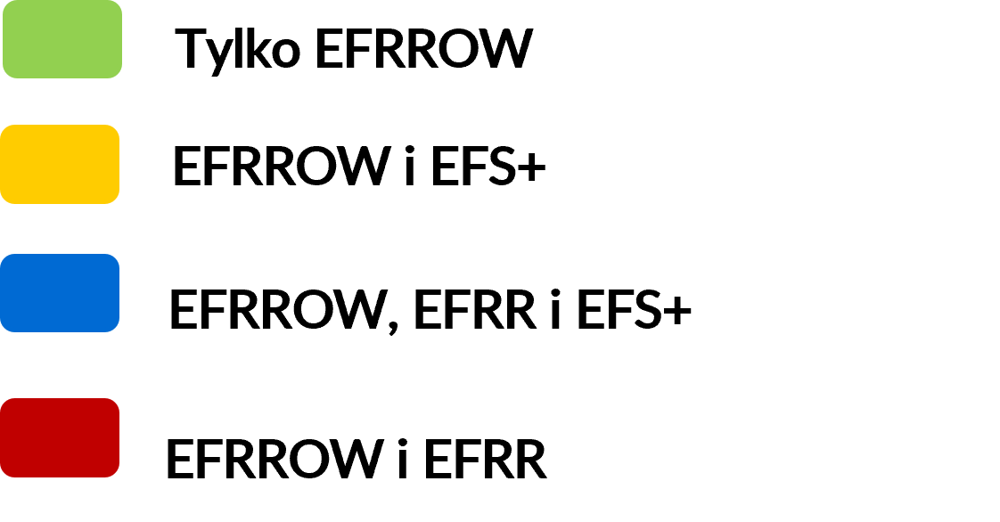 Tylko EFRROW
EFRROW i EFS+
EFRROW, EFRR i EFS+
EFRROW i EFRR